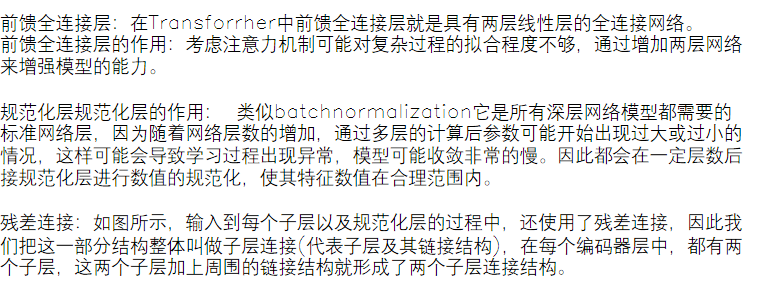 前馈全连接层：在Transforrher中前馈全连接层就是具有两层线性层的全连接网络。
前馈全连接层的作用：考虑注意力机制可能对复杂过程的拟合程度不够，通过增加两层网络
来增强模型的能力。
规范化层规范化层的作用： 类似batchnormalization它是所有深层网络模型都需要的
标准网络层，因为随着网络层数的增加，通过多层的计算后参数可能开始出现过大或过小的
情况，这样可能会导致学习过程出现异常，模型可能收敛非常的慢。因此都会在一定层数后
接规范化层进行数值的规范化，使其特征数值在合理范围内。
残差连接：如图所示，输入到每个子层以及规范化层的过程中，还使用了残差连接，因此我
们把这一部分结构整体叫做子层连接(代表子层及其链接结构)，在每个编码器层中，都有两
个子层，这两个子层加上周围的链接结构就形成了两个子层连接结构。